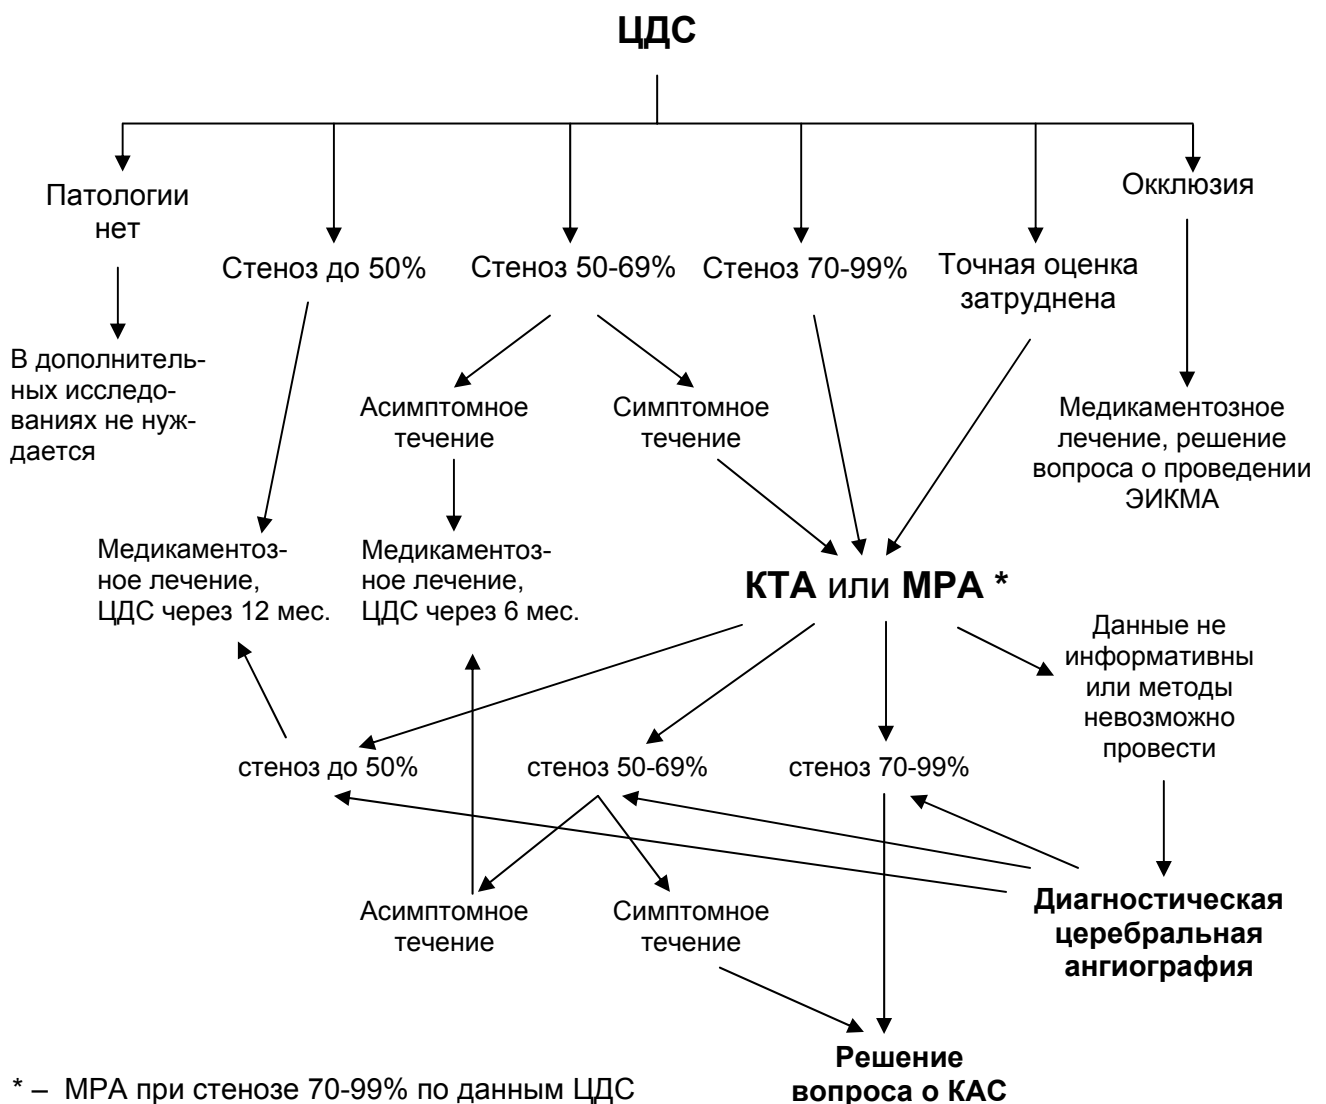 ЦДС
Патологии
нет
Окклюзия
Стеноз до 50%
Стеноз 50-69%
Стеноз 70-99%
Точная оценка
затруднена
В дополнитель-
ных исследо-
ваниях не нуж-
дается
Асимптомное
течение
Симптомное
течение
Медикаментозное
лечение, решение
вопроса о проведении
ЭИКМА
Медикаментоз-
ное лечение,
ЦДС через 12 мес.
Медикаментоз-
ное лечение,
ЦДС через 6 мес.
КТА или МРА *
Данные не
информативны
или методы
невозможно
провести
стеноз до 50%
стеноз 50-69%
стеноз 70-99%
Асимптомное
течение
Симптомное
течение
Диагностическая
церебральная
ангиография
Решение
вопроса о КАС
* – МРА при стенозе 70-99% по данным ЦДС